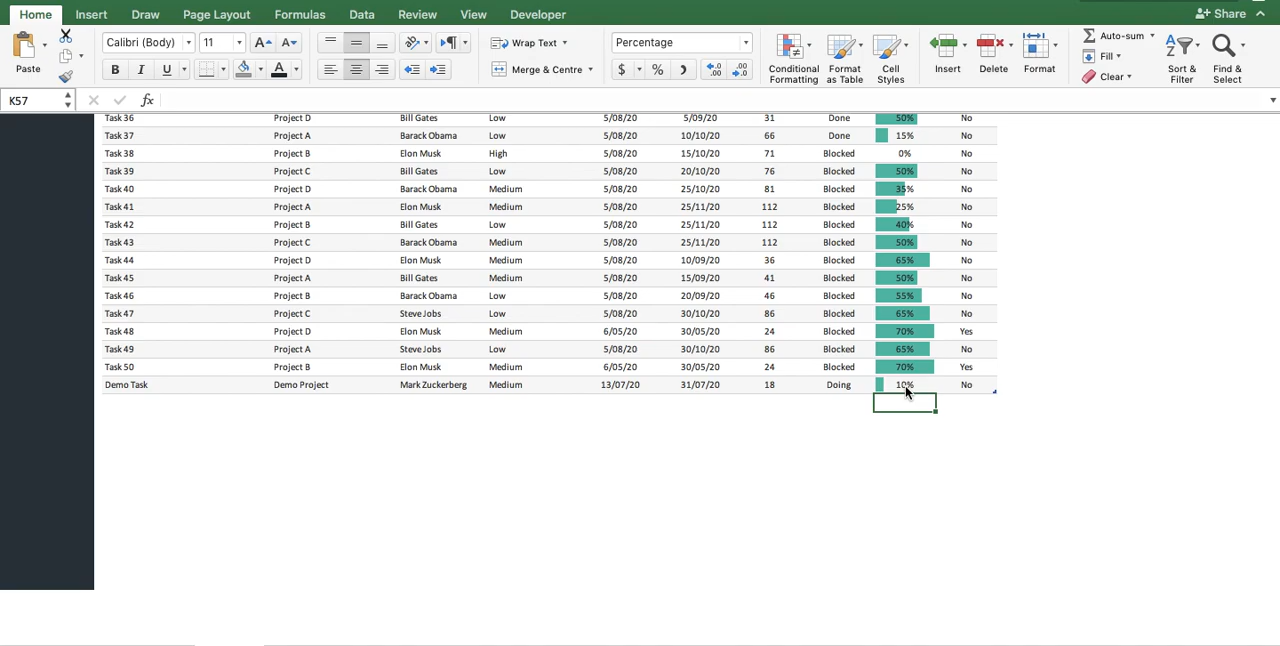 Home Insert Draw Page Layout Formulas Data Review View Developer Share
Paste
Calibri (Body) 11 A A
B I U A
Wrap Text
Merge & Centre
Percentage
$ %
Conditional Formatting
Format as Table
Cell Styles
Insert Delete Format
Auto-sum
Fill
Clear
Sort & Filter
Find & Select
K57 fx
Task 36 Project D Bill Gates Low 5/08/20 5/09/20 31 Done 50% No
Task 37 Project A Barack Obama Low 5/08/20 10/10/20 66 Done 15% No
Task 38 Project B Elon Musk High 5/08/20 15/10/20 71 Blocked 0% No
Task 39 Project C Bill Gates Low 5/08/20 20/10/20 76 Blocked 50% No
Task 40 Project D Barack Obama Medium 5/08/20 25/10/20 81 Blocked 35% No
Task 41 Project A Elon Musk Medium 5/08/20 25/11/20 112 Blocked 25% No
Task 42 Project B Bill Gates Low 5/08/20 25/11/20 112 Blocked 40% No
Task 43 Project C Barack Obama Medium 5/08/20 25/11/20 112 Blocked 50% No
Task 44 Project D Elon Musk Medium 5/08/20 10/09/20 36 Blocked 65% No
Task 45 Project A Bill Gates Medium 5/08/20 15/09/20 41 Blocked 50% No
Task 46 Project B Barack Obama Low 5/08/20 20/09/20 46 Blocked 55% No
Task 47 Project C Steve Jobs Low 5/08/20 30/10/20 86 Blocked 65% No
Task 48 Project D Elon Musk Medium 6/05/20 30/05/20 24 Blocked 70% Yes
Task 49 Project A Steve Jobs Low 5/08/20 30/10/20 86 Blocked 65% No
Task 50 Project B Elon Musk Medium 6/05/20 30/05/20 24 Blocked 70% Yes
Demo Task Demo Project Mark Zuckerberg Medium 13/07/20 31/07/20 18 Doing 10% No